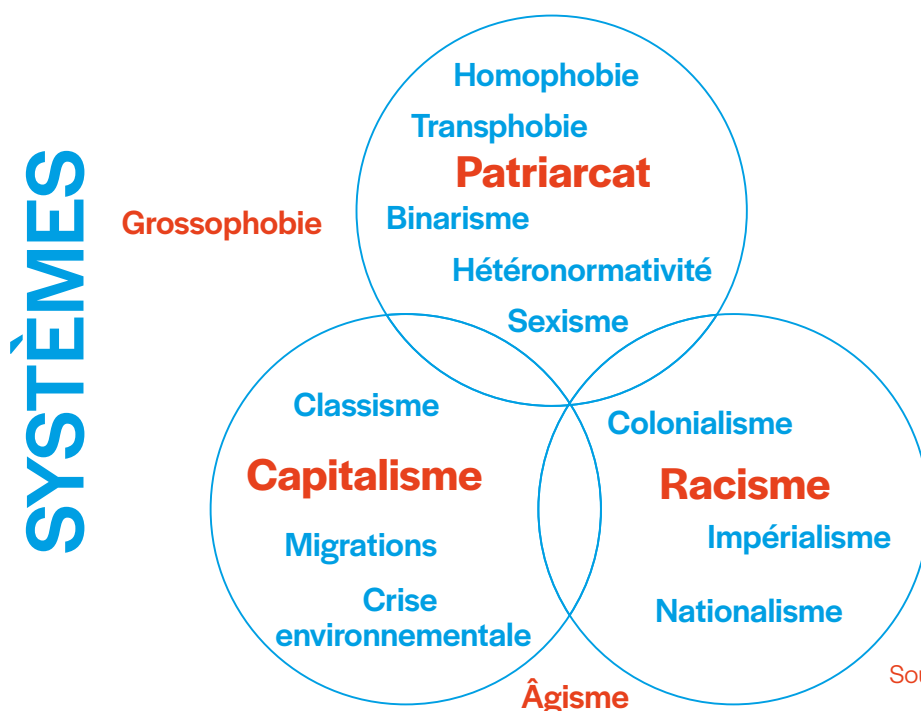 SYSTÈMES
Homophobie
Transphobie
Patriarcat
Grossophobie
Binarisme
Hétéronormativité
Sexisme
Classisme
Capitalisme
Migrations
Crise
environnementale
Colonialisme
Racisme
Impérialisme
Nationalisme
Âgisme